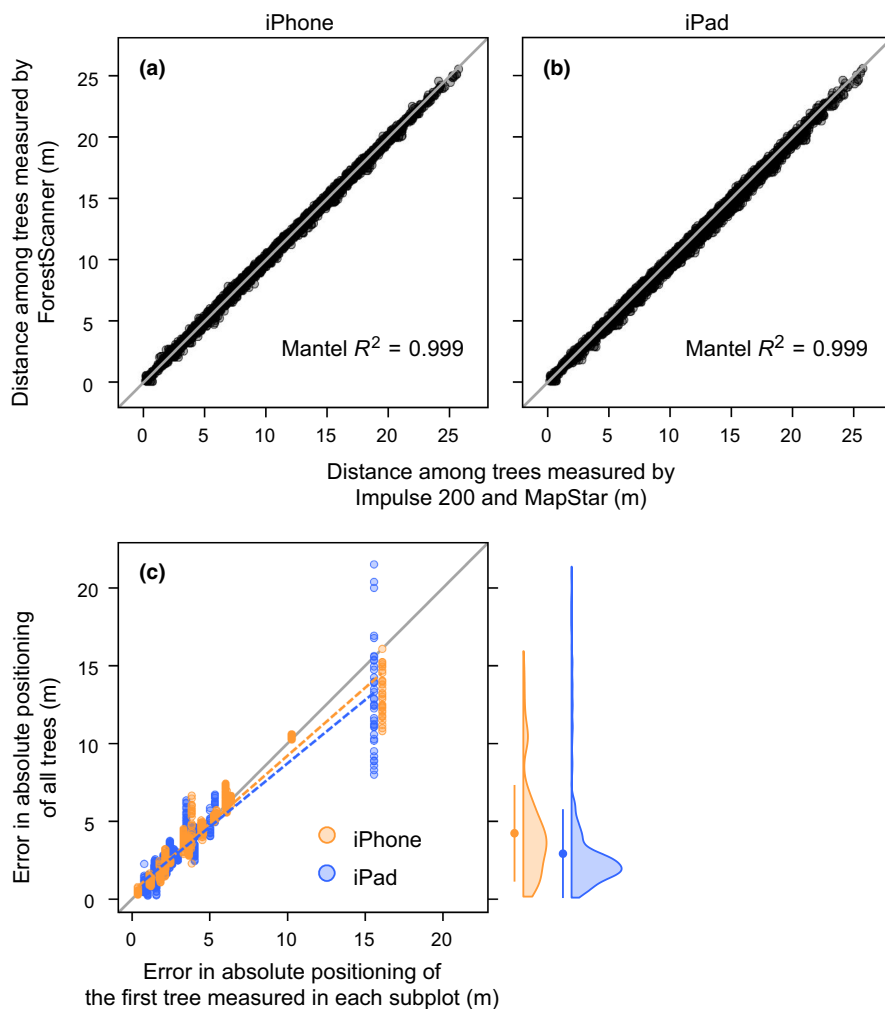 iPhone
iPad
(a)
(b)
25
20
15
10
5
0
Distance among trees measured by
ForestScanner (m)
Mantel R² = 0.999
Mantel R² = 0.999
0 5 10 15 20 25
0 5 10 15 20 25
Distance among trees measured by
Impulse 200 and MapStar (m)
(c)
20
15
10
5
0
Error in absolute positioning
of all trees (m)
iPhone
iPad
0 5 10 15 20
Error in absolute positioning of
the first tree measured in each subplot (m)